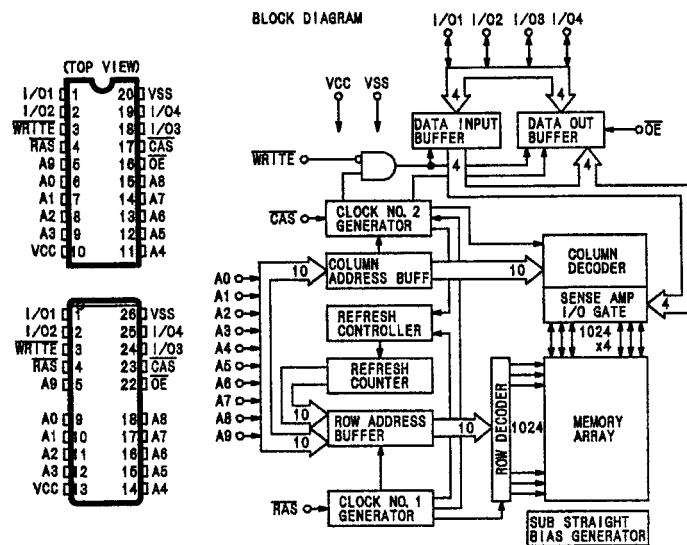 (TOP VIEW)
I/O1 1 20 VSS
I/O2 2 19 I/O4
WRITE 3 18 I/O3
RAS 4 17 CAS
A9 5 16 OE
A0 6 15 A8
A1 7 14 A7
A2 8 13 A6
A3 9 12 A5
VCC 10 11 A4
I/O1 1 26 VSS
I/O2 2 25 I/O4
WRITE 3 24 I/O3
RAS 4 23 CAS
A9 5 22 OE
A0 9 18 A8
A1 10 17 A7
A2 11 16 A6
A3 12 15 A5
VCC 13 14 A4
BLOCK DIAGRAM
I/O1 I/O2 I/O3 I/O4
VCC VSS
4 4
DATA INPUT
BUFFER
DATA OUT
BUFFER
OE
WRITE
4 4
CAS
CLOCK NO. 2
GENERATOR
10
COLUMN
ADDRESS BUFF
10
COLUMN
DECODER
SENSE AMP
I/O GATE
4
1024
x4
A0
A1
A2
A3
A4
A5
A6
A7
A8
A9
REFRESH
CONTROLLER
REFRESH
COUNTER
10
10
ROW ADDRESS
BUFFER
10
ROW DECODER
1024
MEMORY
ARRAY
RAS
CLOCK NO. 1
GENERATOR
SUB STRAIGHT
BIAS GENERATOR